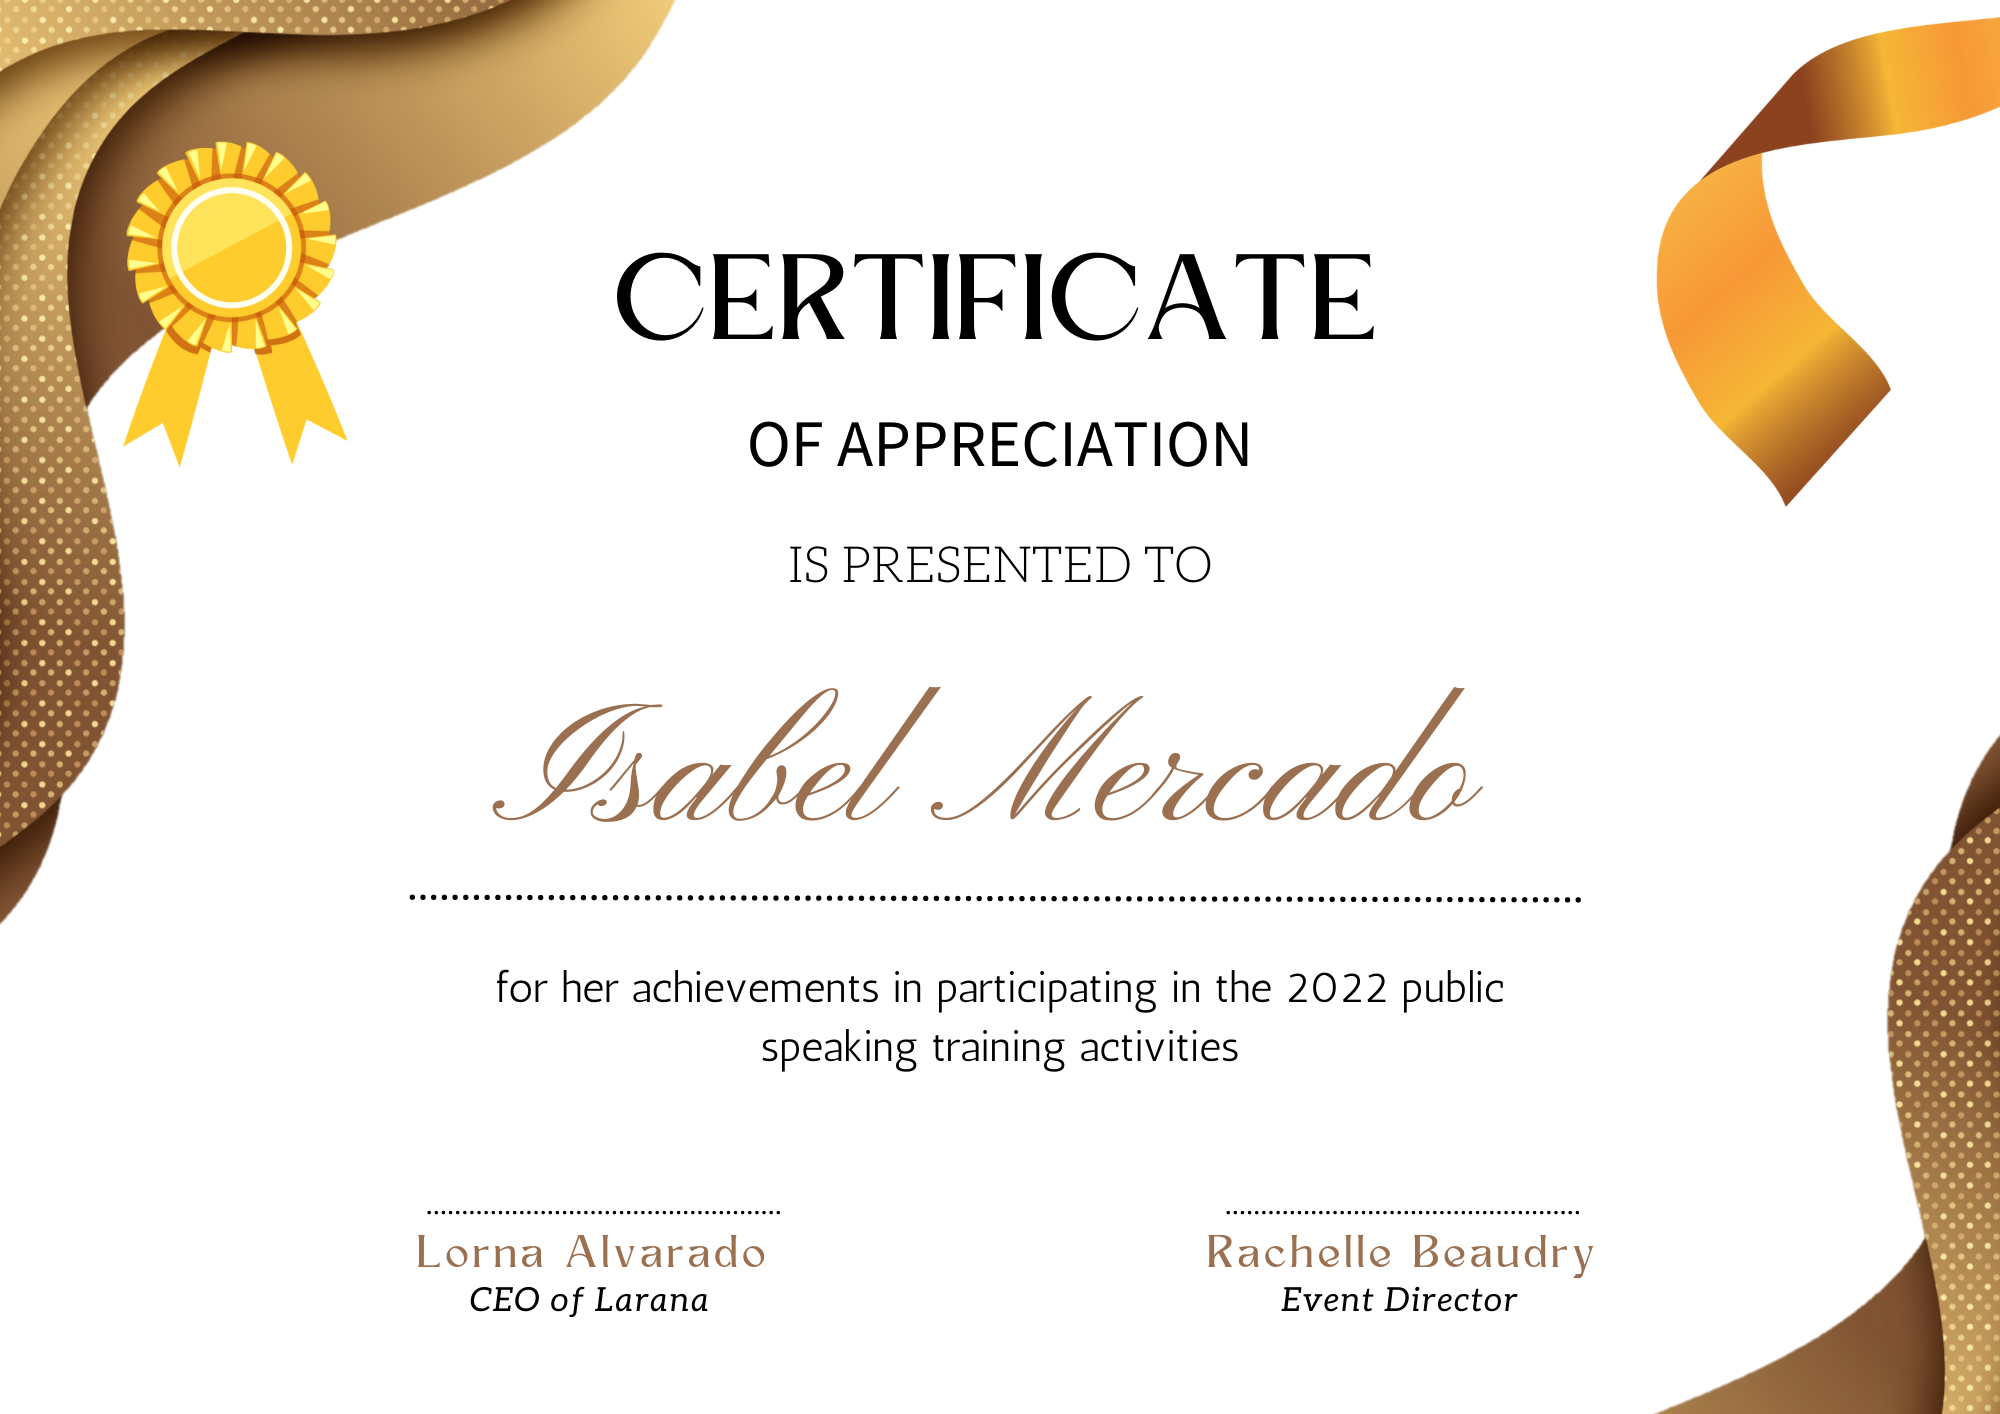 CERTIFICATE
OF APPRECIATION
IS PRESENTED TO
Isabel Mercado
for her achievements in participating in the 2022 public
speaking training activities
Lorna Alvarado
CEO of Larana
Rachelle Beaudry
Event Director